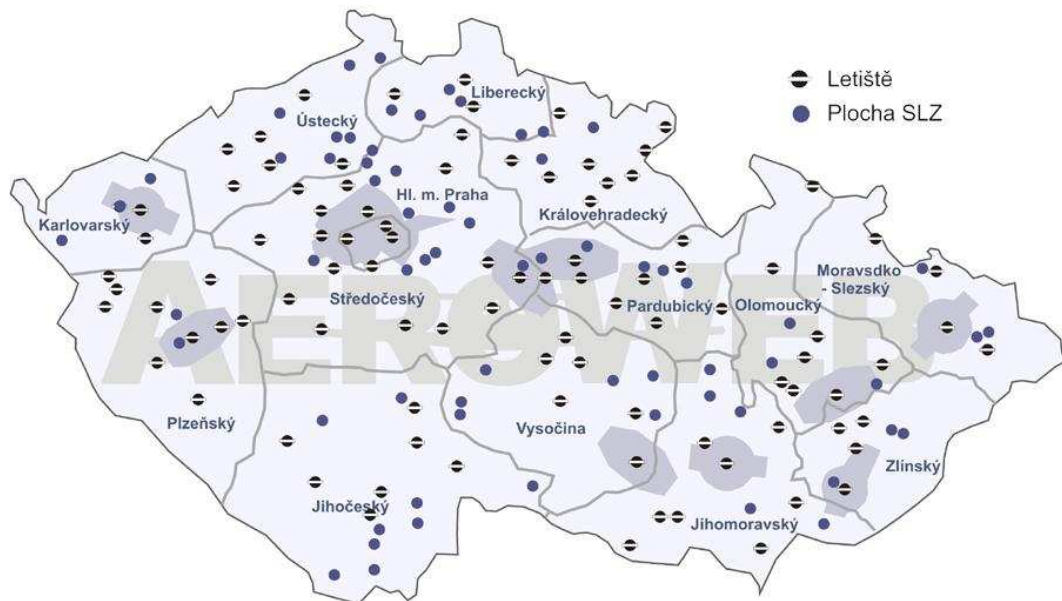 Letiště
Plocha SLZ
Liberecký
Ústecký
Hl. m. Praha
Karlovarský
Královehradecký
Středočeský
Pardubický
Olomoucký
Moravsdko
- Slezský
AEROWEB
Plzeňský
Vysočina
Zlínský
Jihočeský
Jihomoravský